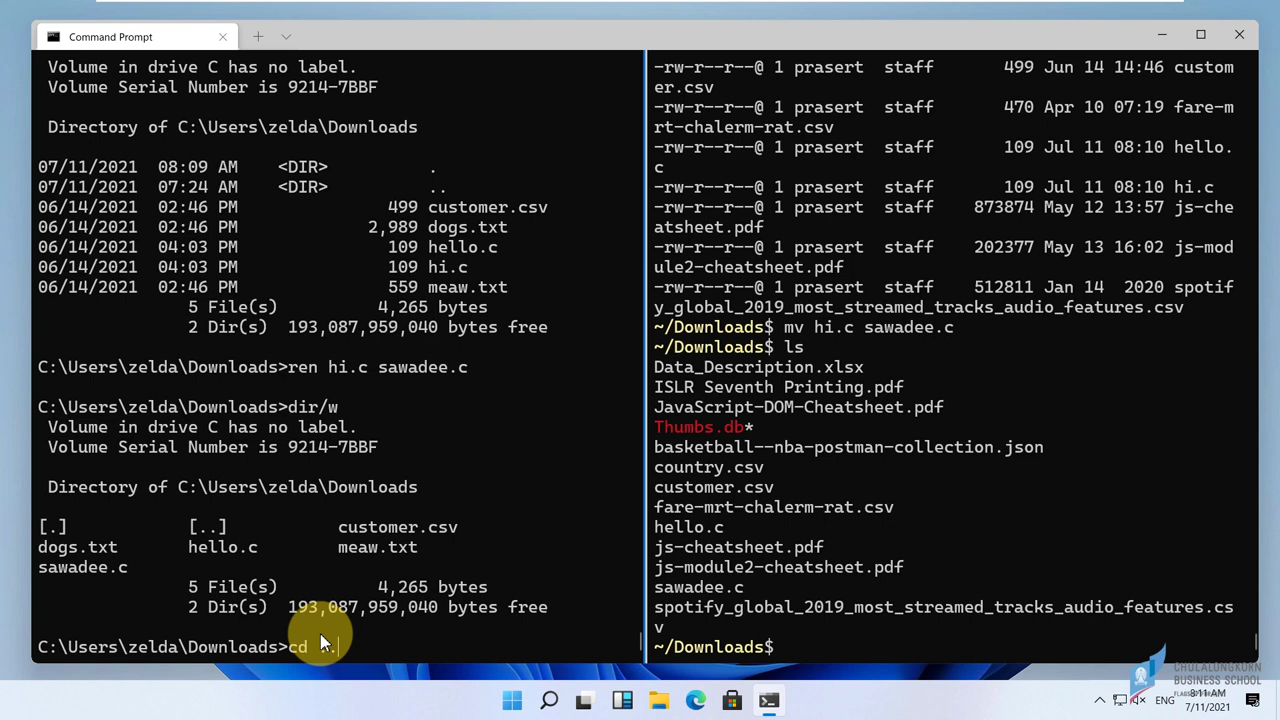 Command Prompt
Volume in drive C has no label.
Volume Serial Number is 9214-7BBF
Directory of C:\Users\zelda\Downloads
07/11/2021  08:09 AM    <DIR>          .
07/11/2021  07:24 AM    <DIR>          ..
06/14/2021  02:46 PM               499 customer.csv
06/14/2021  02:46 PM             2,989 dogs.txt
06/14/2021  04:03 PM               109 hello.c
06/14/2021  04:03 PM               109 hi.c
06/14/2021  02:46 PM               559 meaw.txt
5 File(s)          4,265 bytes
2 Dir(s)  193,087,959,040 bytes free
C:\Users\zelda\Downloads>ren hi.c sawadee.c
C:\Users\zelda\Downloads>dir/w
Volume in drive C has no label.
Volume Serial Number is 9214-7BBF
Directory of C:\Users\zelda\Downloads
[.]            [..]           customer.csv
dogs.txt       hello.c        meaw.txt
sawadee.c
5 File(s)          4,265 bytes
2 Dir(s)  193,087,959,040 bytes free
C:\Users\zelda\Downloads>cd
-rw-r--r--@ 1 prasert  staff     499 Jun 14 14:46 custom
er.csv
-rw-r--r--@ 1 prasert  staff     470 Apr 10 07:19 fare-m
rt-chalerm-rat.csv
-rw-r--r--@ 1 prasert  staff     109 Jul 11 08:10 hello.
c
-rw-r--r--@ 1 prasert  staff     109 Jul 11 08:10 hi.c
-rw-r--r--@ 1 prasert  staff  873874 May 12 13:57 js-che
atsheet.pdf
-rw-r--r--@ 1 prasert  staff  202377 May 13 16:02 js-mod
ule2-cheatsheet.pdf
-rw-r--r--@ 1 prasert  staff  512811 Jan 14  2020 spotif
y_global_2019_most_streamed_tracks_audio_features.csv
~/Downloads$ mv hi.c sawadee.c
~/Downloads$ ls
Data_Description.xlsx
ISLR Seventh Printing.pdf
JavaScript-DOM-Cheatsheet.pdf
Thumbs.db*
basketball--nba-postman-collection.json
country.csv
customer.csv
fare-mrt-chalerm-rat.csv
hello.c
js-cheatsheet.pdf
js-module2-cheatsheet.pdf
sawadee.c
spotify_global_2019_most_streamed_tracks_audio_features.cs
v
~/Downloads$
CHULALONGKORN
BUSINESS SCHOOL
ENG
8:11 AM
7/11/2021